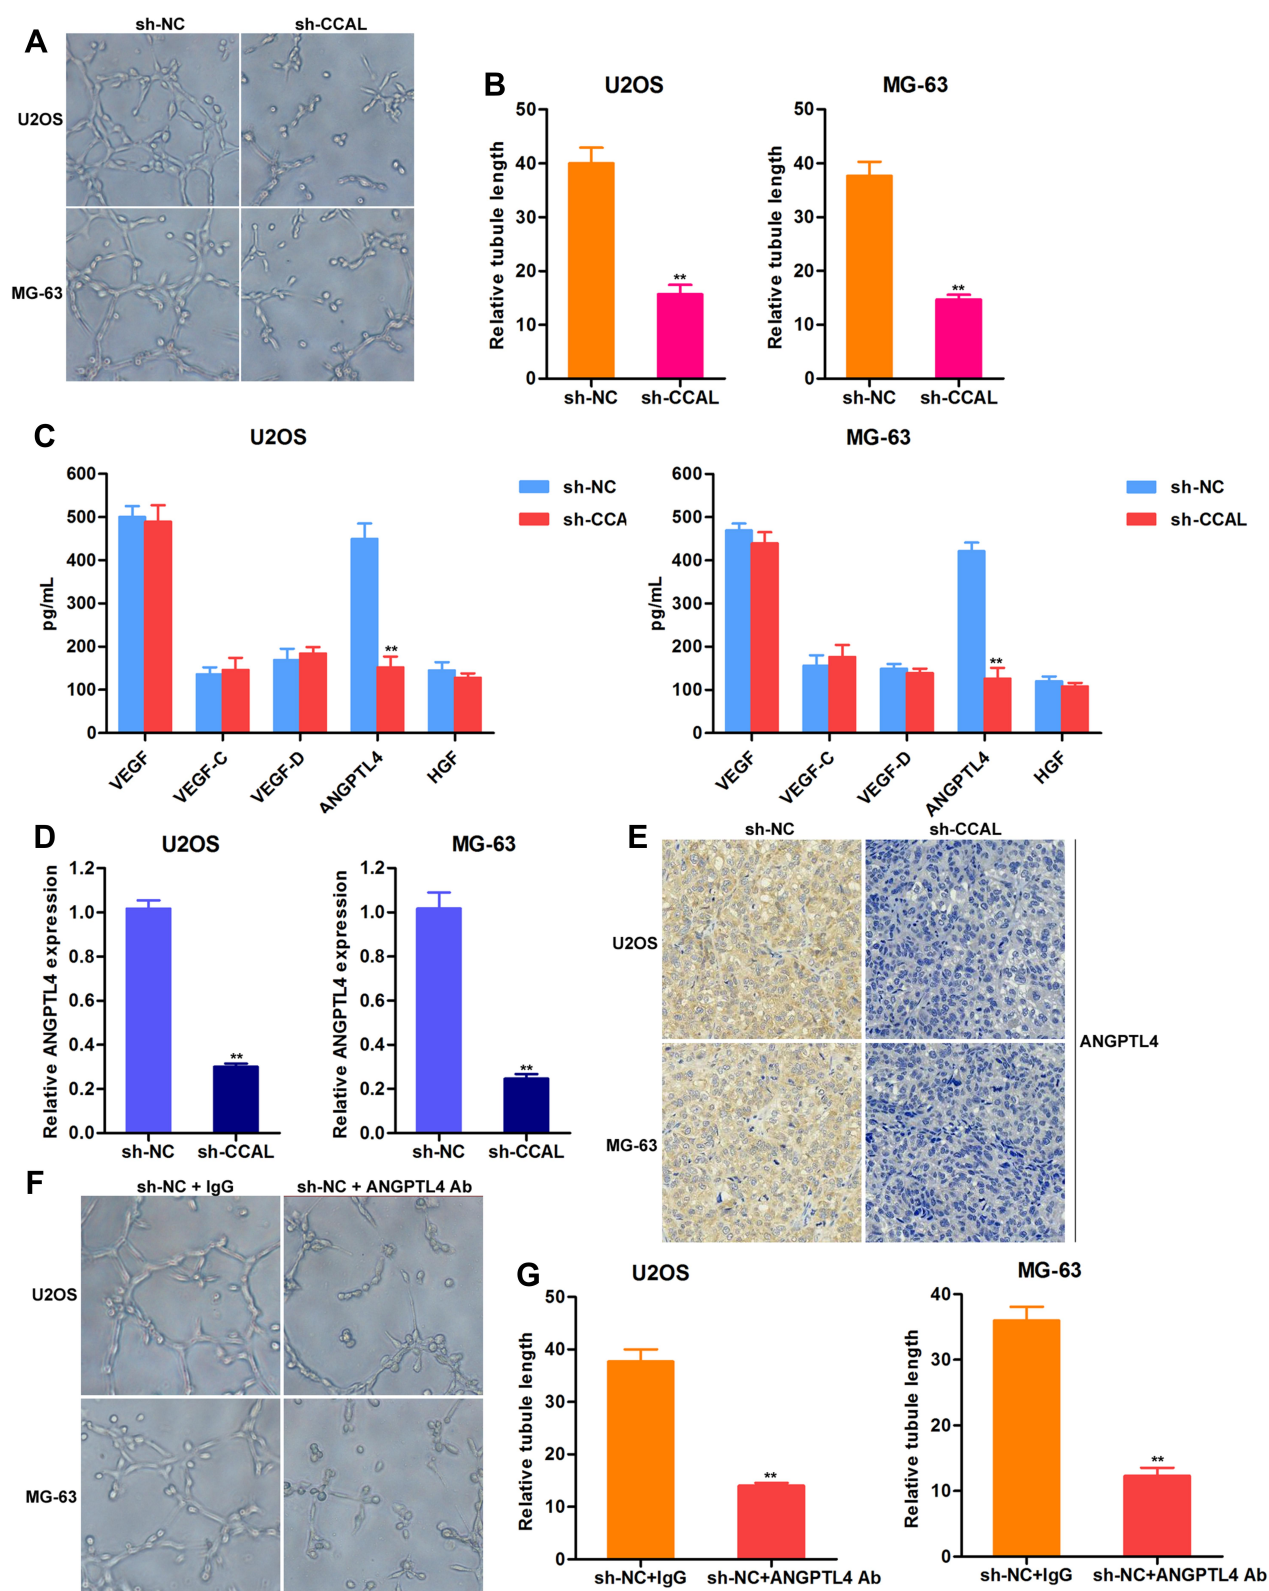 A
sh-NC sh-CCAL
U2OS
MG-63
B
U2OS
Relative tubule length
50
40
30
20
10
0
**
sh-NC sh-CCAL
MG-63
Relative tubule length
50
40
30
20
10
0
**
sh-NC sh-CCAL
C
U2OS
pg/mL
600
500
400
300
200
100
0
**
VEGF VEGF-C VEGF-D ANGPTL4 HGF
sh-NC
sh-CCA
MG-63
pg/mL
600
500
400
300
200
100
0
**
VEGF VEGF-C VEGF-D ANGPTL4 HGF
sh-NC
sh-CCAL
D
U2OS
Relative ANGPTL4 expression
1.2
1.0
0.8
0.6
0.4
0.2
0.0
**
sh-NC sh-CCAL
MG-63
Relative ANGPTL4 expression
1.2
1.0
0.8
0.6
0.4
0.2
0.0
**
sh-NC sh-CCAL
E
sh-NC sh-CCAL
U2OS
MG-63
ANGPTL4
F
sh-NC + IgG sh-NC + ANGPTL4 Ab
U2OS
MG-63
G
U2OS
Relative tubule length
50
40
30
20
10
0
**
sh-NC+IgG sh-NC+ANGPTL4 Ab
MG-63
Relative tubule length
40
30
20
10
0
**
sh-NC+IgG sh-NC+ANGPTL4 Ab